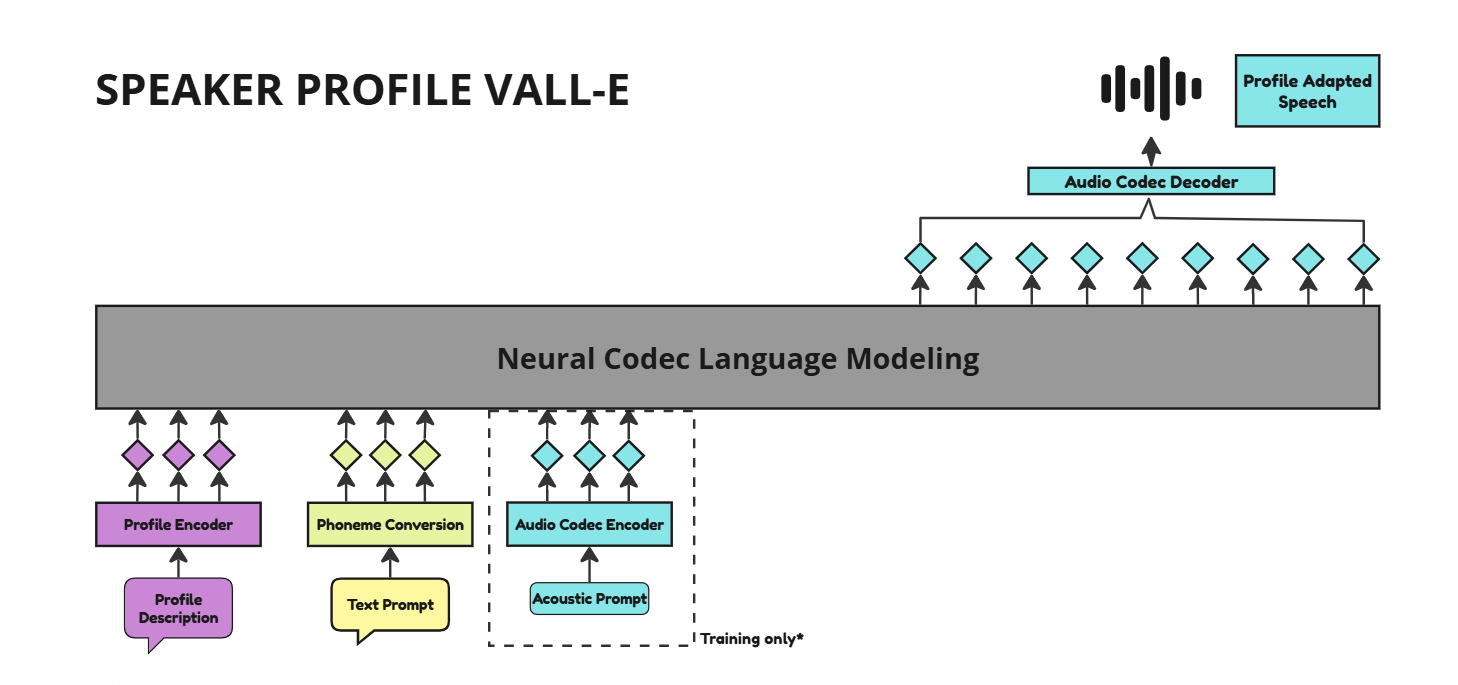 SPEAKER PROFILE VALL-E
Profile Adapted
Speech
Audio Codec Decoder
Neural Codec Language Modeling
Profile Encoder
Phoneme Conversion
Audio Codec Encoder
Profile
Description
Text Prompt
Acoustic Prompt
Training only*